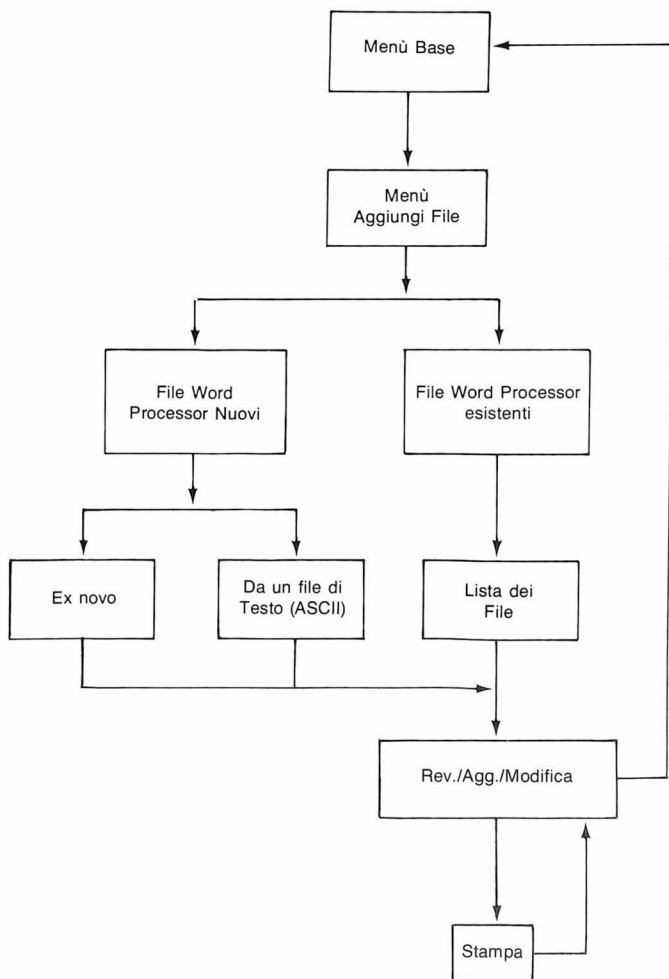 Menù Base
Menù
Aggiungi File
File Word
Processor Nuovi
File Word Processor
esistenti
Ex novo
Da un file di
Testo (ASCII)
Lista dei
File
Rev./Agg./Modifica
Stampa